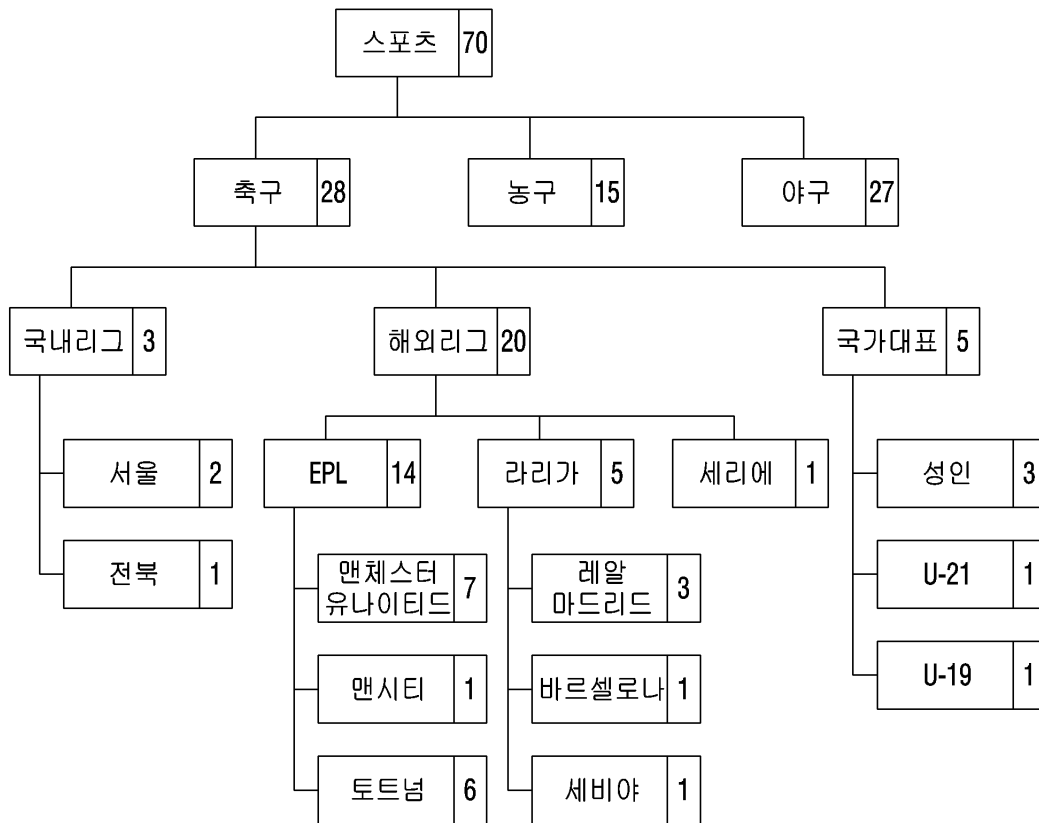 스포츠 70
축구 28
농구 15
야구 27
국내리그 3
해외리그 20
국가대표 5
서울 2
전북 1
EPL 14
라리가 5
세리에 1
성인 3
U-21 1
U-19 1
맨체스터
유나이티드 7
맨시티 1
토트넘 6
레알
마드리드 3
바르셀로나 1
세비야 1